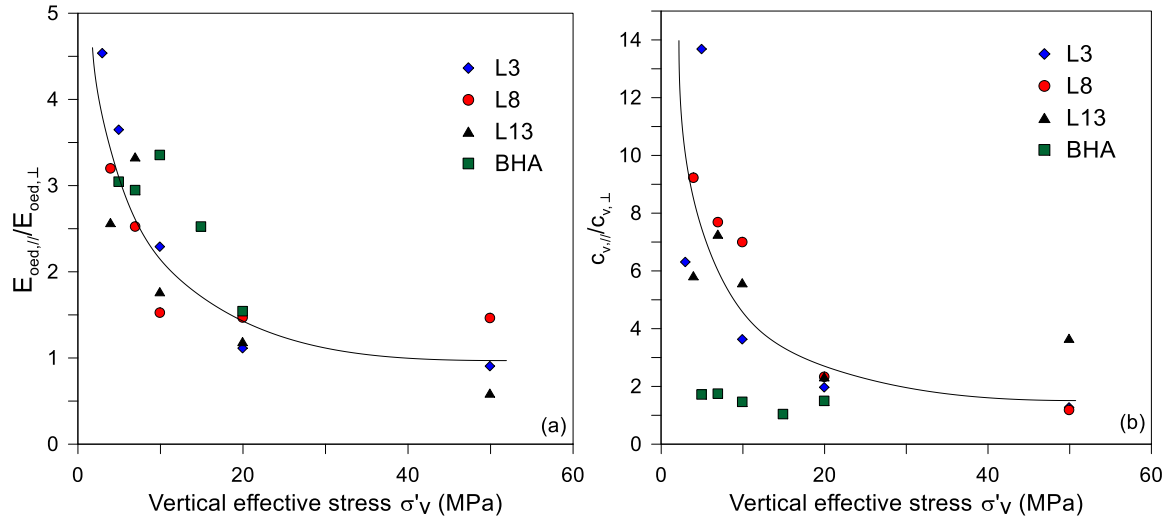 5
4
3
2
1
0
E_oed,///E_oed,⊥
L3
L8
L13
BHA
(a)
0 20 40 60
Vertical effective stress σ'v (MPa)
14
12
10
8
6
4
2
0
c_v,///c_v,⊥
L3
L8
L13
BHA
(b)
0 20 40 60
Vertical effective stress σ'v (MPa)